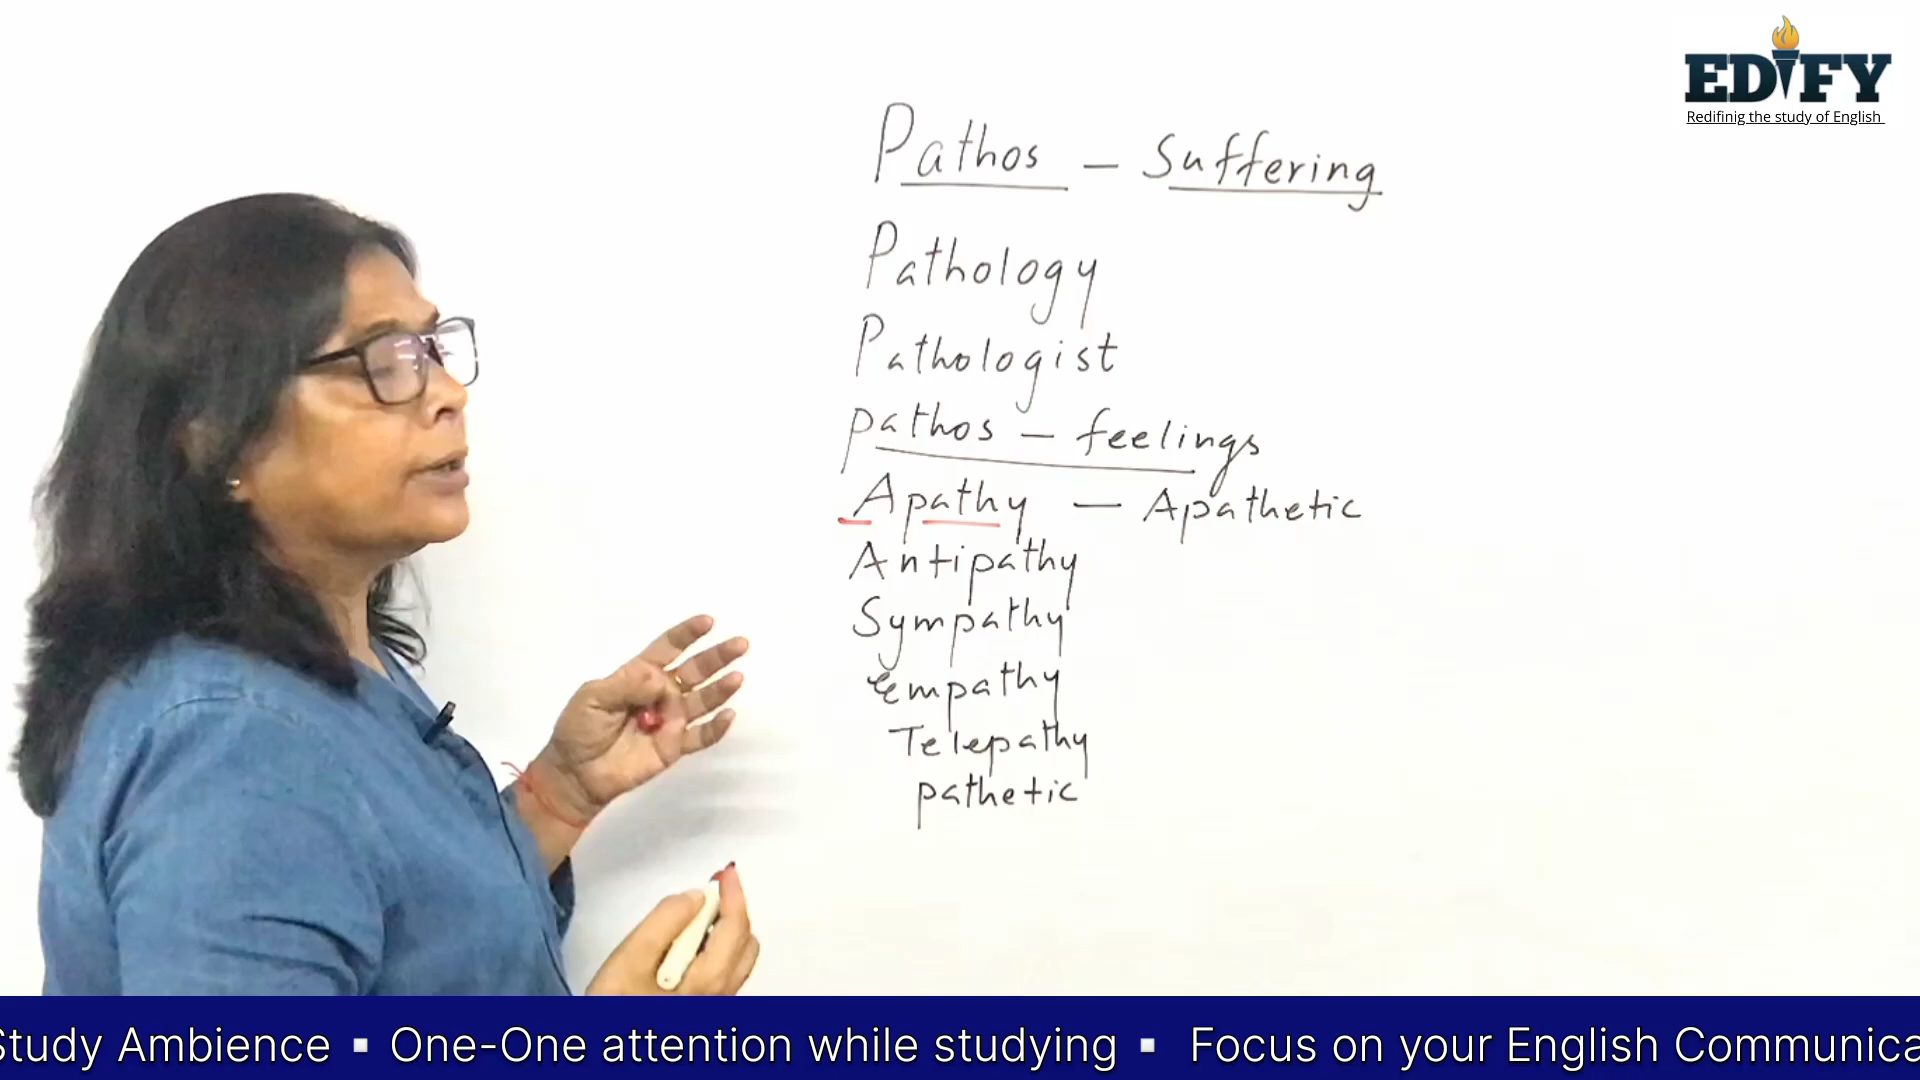 EDIFY
Redifinig the study of English
Pathos – Suffering
Pathology
Pathologist
pathos – feelings
Apathy – Apathetic
Antipathy
Sympathy
Empathy
Telepathy
pathetic
Study Ambience ▪ One-One attention while studying ▪ Focus on your English Communica